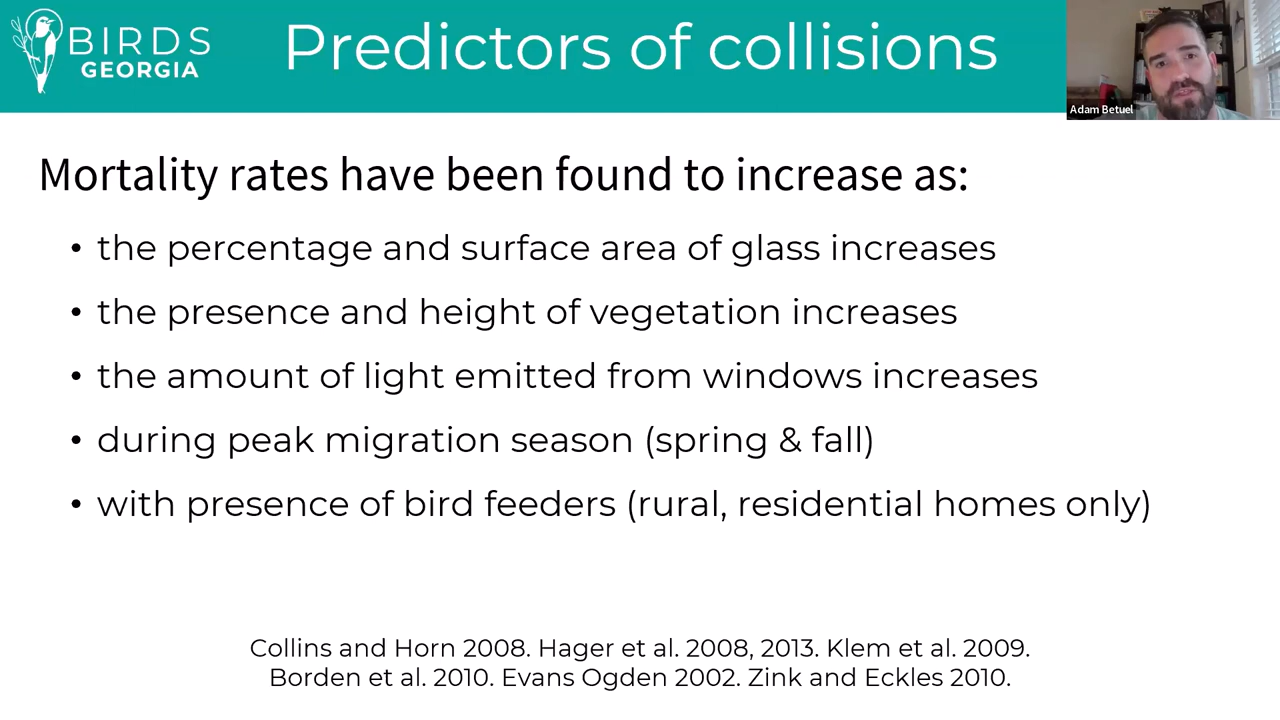 BIRDS
GEORGIA
Predictors of collisions
Adam Betuel
Mortality rates have been found to increase as:
• the percentage and surface area of glass increases
• the presence and height of vegetation increases
• the amount of light emitted from windows increases
• during peak migration season (spring & fall)
• with presence of bird feeders (rural, residential homes only)
Collins and Horn 2008. Hager et al. 2008, 2013. Klem et al. 2009.
Borden et al. 2010. Evans Ogden 2002. Zink and Eckles 2010.